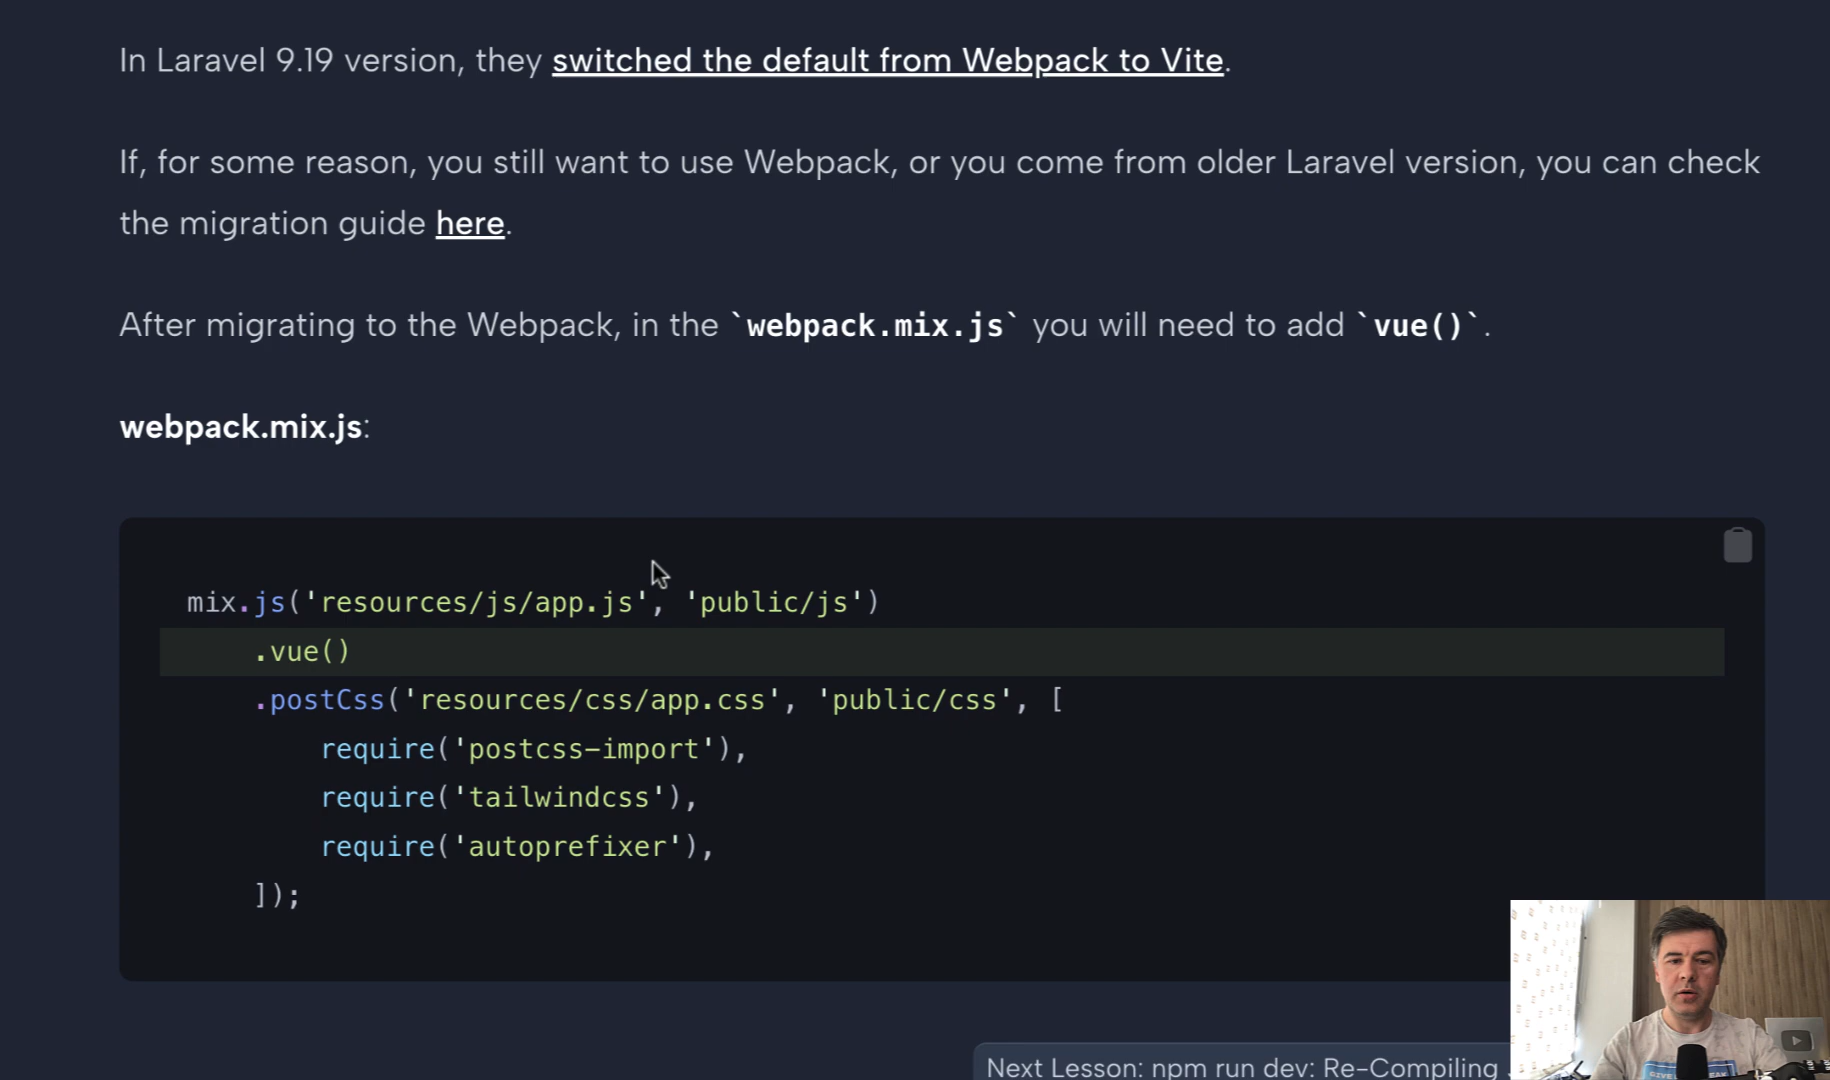 In Laravel 9.19 version, they switched the default from Webpack to Vite.
If, for some reason, you still want to use Webpack, or you come from older Laravel version, you can check
the migration guide here.
After migrating to the Webpack, in the `webpack.mix.js` you will need to add `vue()`.
webpack.mix.js:
mix.js('resources/js/app.js', 'public/js')
    .vue()
    .postCss('resources/css/app.css', 'public/css', [
        require('postcss-import'),
        require('tailwindcss'),
        require('autoprefixer'),
    ]);
Next Lesson: npm run dev: Re-Compiling